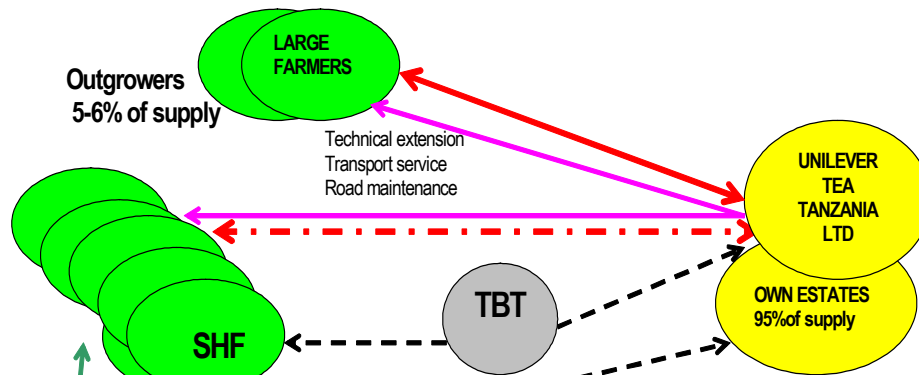 LARGE
FARMERS
Outgrowers
5-6% of supply
Technical extension
Transport service
Road maintenance
UNILEVER
TEA
TANZANIA
LTD
TBT
OWN ESTATES
95%of supply
SHF